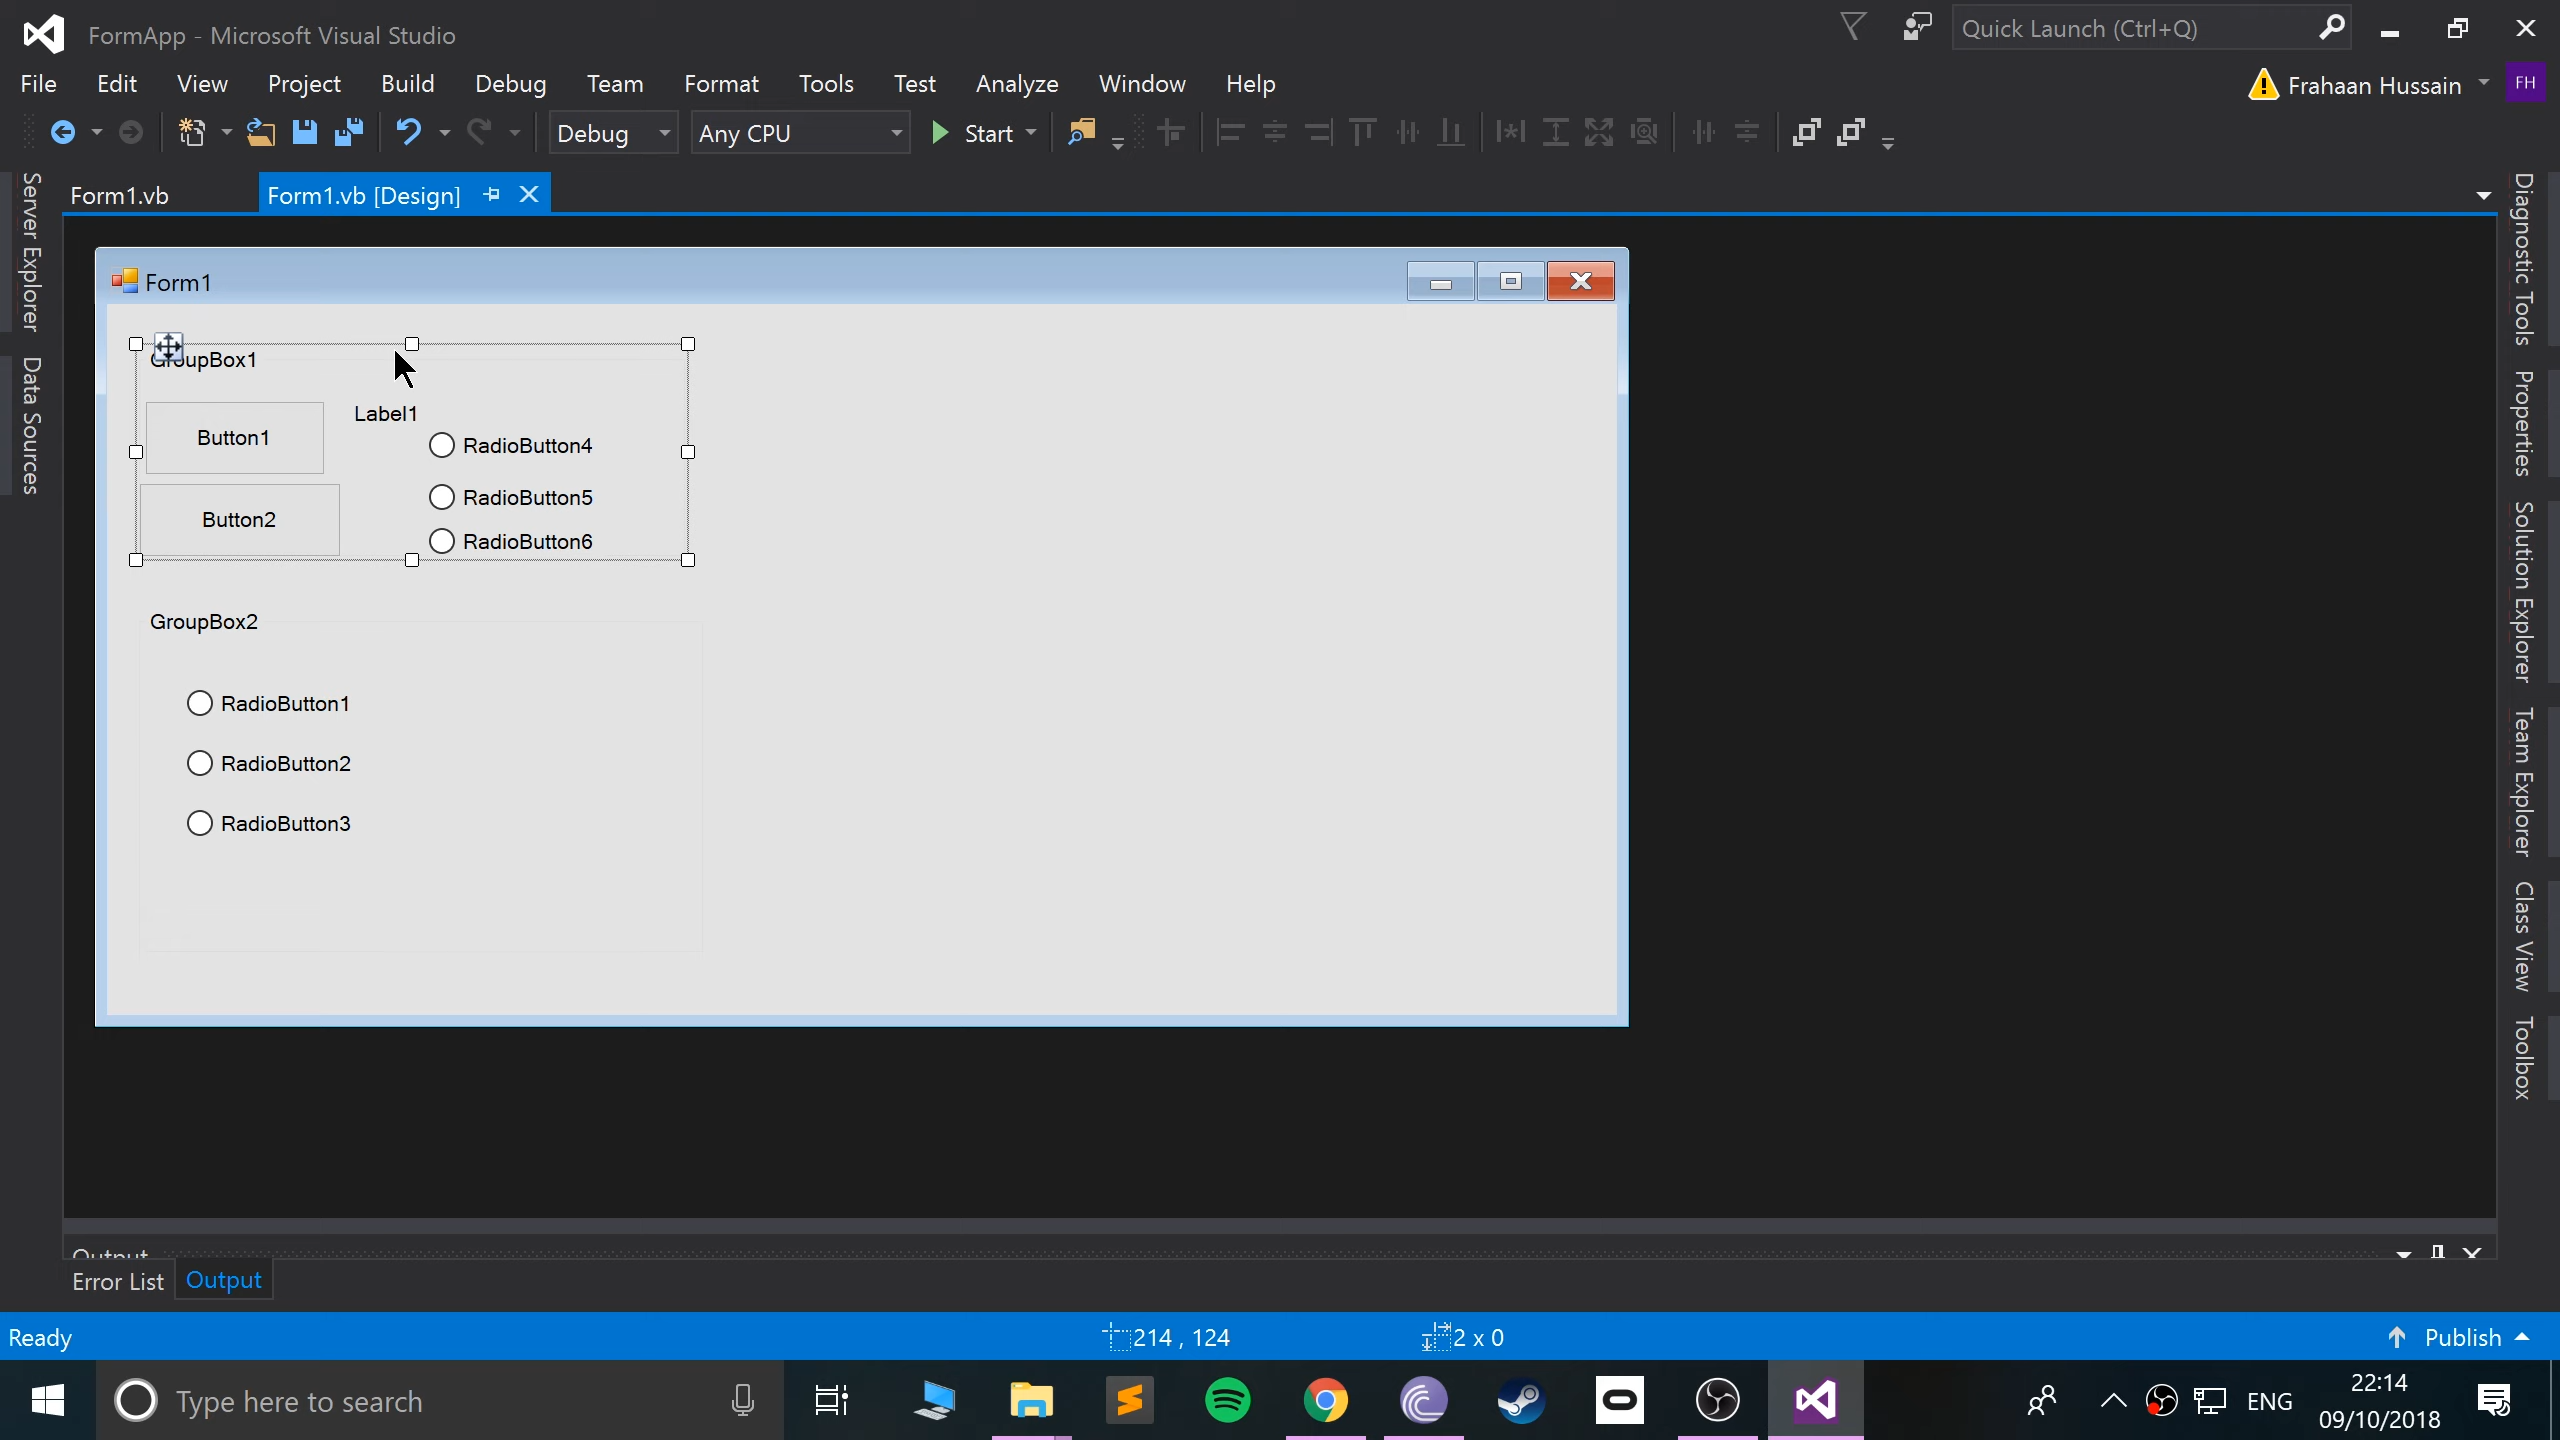 FormApp - Microsoft Visual Studio
Quick Launch (Ctrl+Q)
File Edit View Project Build Debug Team Format Tools Test Analyze Window Help
Frahaan Hussain
FH
Debug
Any CPU
Start
Form1.vb
Form1.vb [Design]
Server Explorer
Data Sources
Form1
GroupBox1
Button1
Label1
RadioButton4
Button2
RadioButton5
RadioButton6
GroupBox2
RadioButton1
RadioButton2
RadioButton3
Diagnostic Tools
Properties
Solution Explorer
Team Explorer
Class View
Toolbox
Output
Error List
Output
Ready
214 , 124
2 x 0
Publish
Type here to search
ENG
22:14
09/10/2018